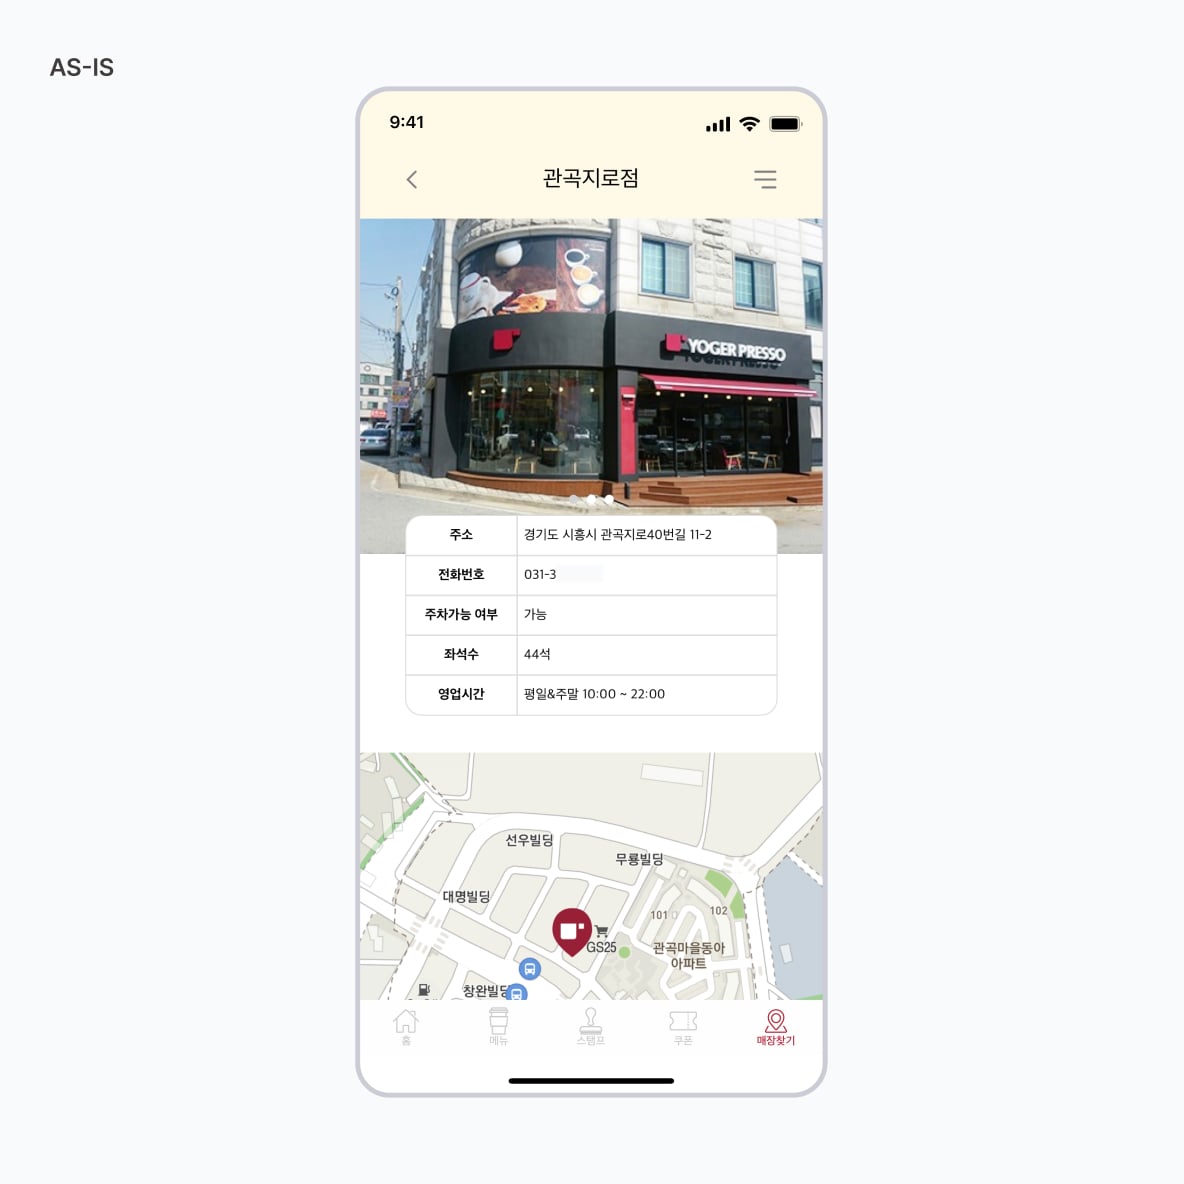 AS-IS
9:41
관곡지로점
YOGER PRESSO
주소 경기도 시흥시 관곡지로40번길 11-2
전화번호 031-3
주차가능 여부 가능
좌석수 44석
영업시간 평일&주말 10:00 ~ 22:00
선우빌딩
무룡빌딩
대명빌딩
101
102
GS25
관곡마을동아
아파트
창완빌딩
홈
메뉴
스탬프
쿠폰
매장찾기